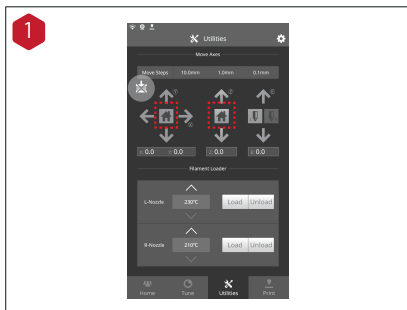 1
Utilities
Move Axes
Move Steps 10.0mm 1.0mm 0.1mm
X 0.0 Y 0.0 Z 0.0 E 0.0
Filament Loader
L-Nozzle 230℃ Load Unload
R-Nozzle 210℃ Load Unload
Home Tune Utilities Print